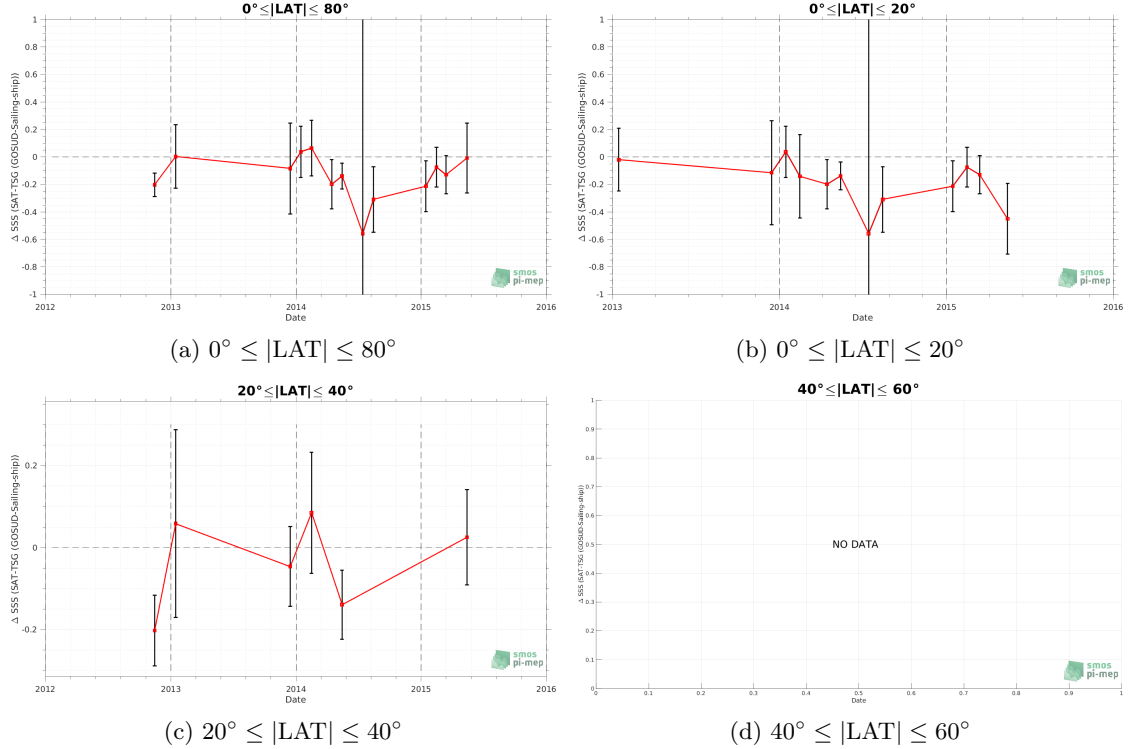 0°≤|LAT|≤ 80°
Δ SSS (SAT-TSG (GOSUD-Sailing-ship))
1
0.8
0.6
0.4
0.2
0
-0.2
-0.4
-0.6
-0.8
-1
2012 2013 2014 2015 2016
Date
smos
pi-mep
(a) 0° ≤ |LAT| ≤ 80°
0°≤|LAT|≤ 20°
Δ SSS (SAT-TSG (GOSUD-Sailing-ship))
1
0.8
0.6
0.4
0.2
0
-0.2
-0.4
-0.6
-0.8
-1
2013 2014 2015 2016
Date
smos
pi-mep
(b) 0° ≤ |LAT| ≤ 20°
20°≤|LAT|≤ 40°
Δ SSS (SAT-TSG (GOSUD-Sailing-ship))
0.2
0
-0.2
2012 2013 2014 2015 2016
Date
smos
pi-mep
(c) 20° ≤ |LAT| ≤ 40°
40°≤|LAT|≤ 60°
Δ SSS (SAT-TSG (GOSUD-Sailing-ship))
1
0.9
0.8
0.7
0.6
0.5
0.4
0.3
0.2
0.1
0
NO DATA
0 0.1 0.2 0.3 0.4 0.5 0.6 0.7 0.8 0.9 1
Date
smos
pi-mep
(d) 40° ≤ |LAT| ≤ 60°